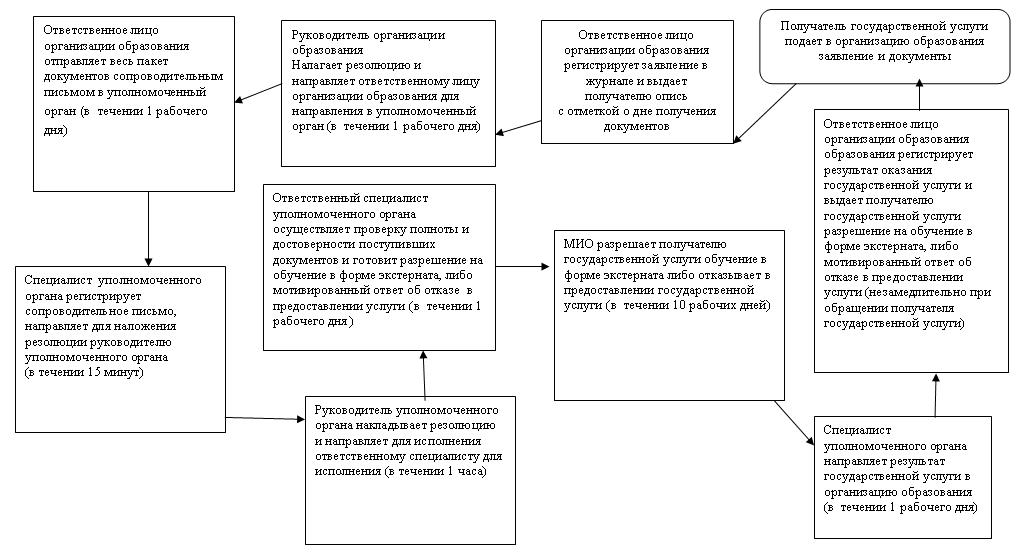 Ответственное лицо
организации образования
отправляет весь пакет
документов сопроводительным
письмом в уполномоченный
орган (в течении 1 рабочего
дня)
Руководитель организации
образования
Налагает резолюцию и
направляет ответственному лицу
организации образования для
направления в уполномоченный
орган (в течении 1 рабочего дня)
Ответственное лицо
организации образования
регистрирует заявление в
журнале и выдает
получателю опись
с отметкой о дне получения
документов
Получатель государственной услуги
подает в организацию образования
заявление и документы
Ответственное лицо
организации образования
образования регистрирует
результат оказания
государственной услуги и
выдает получателю
государственной услуги
разрешение на обучение в
форме экстерната, либо
мотивированный ответ об
отказе в предоставлении
услуги (незамедлительно при
обращении получателя
государственной услуги)
Ответственный специалист
уполномоченного органа
осуществляет проверку полноты и
достоверности поступивших
документов и готовит разрешение на
обучение в форме экстерната, либо
мотивированный ответ об отказе в
предоставлении услуги (в течении 1
рабочего дня)
МИО разрешает получателю
государственной услуги обучение в
форме экстерната либо отказывает в
предоставлении государственной
услуги (в течении 10 рабочих дней)
Специалист уполномоченного
органа регистрирует
сопроводительное письмо,
направляет для наложения
резолюции руководителю
уполномоченного органа
(в течении 15 минут)
Руководитель уполномоченного
органа накладывает резолюцию
и направляет для исполнения
ответственному специалисту для
исполнения (в течении 1 часа)
Специалист
уполномоченного органа
направляет результат
государственной услуги в
организацию образования
(в течении 1 рабочего дня)